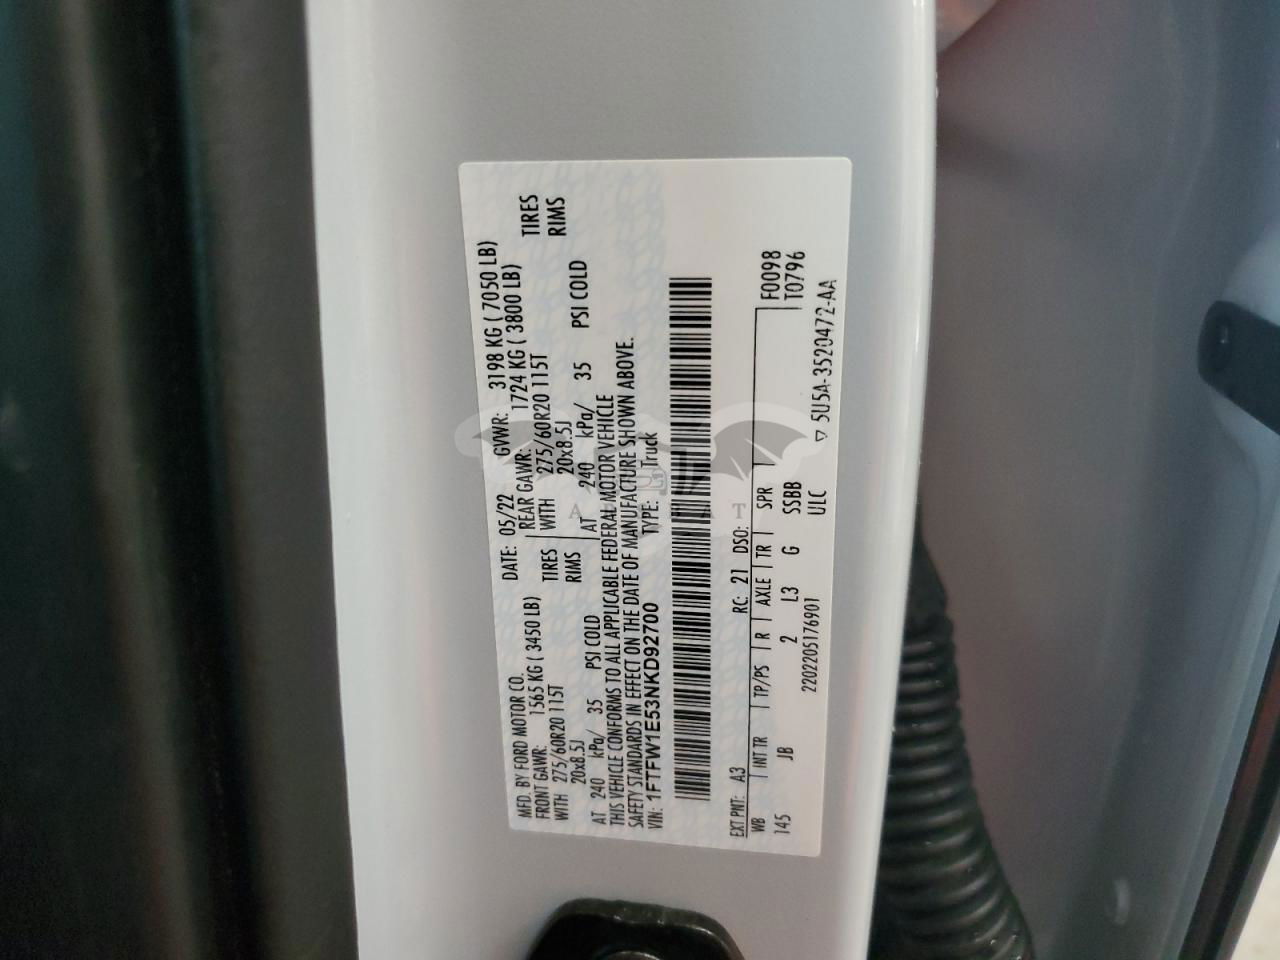 MFD. BY FORD MOTOR CO. DATE: 05/22 GVWR: 3198 KG ( 7050 LB)
FRONT GAWR: 1565 KG ( 3450 LB) REAR GAWR: 1724 KG ( 3800 LB)
WITH 275/60R20 115T TIRES WITH 275/60R20 115T TIRES
20x8.5J RIMS 20x8.5J RIMS
AT 240 kPa/ 35 PSI COLD AT 240 kPa/ 35 PSI COLD
THIS VEHICLE CONFORMS TO ALL APPLICABLE FEDERAL MOTOR VEHICLE
SAFETY STANDARDS IN EFFECT ON THE DATE OF MANUFACTURE SHOWN ABOVE.
VIN: 1FTFW1E53NKD92700 TYPE: Truck
EXT PNT: A3 RC: 21 DSO: F0098
WB INT TR TP/PS R AXLE TR SPR T0796
145 JB 2 L3 G SSBB
2202205176901 ULC ▽ 5U5A-3520472-AA